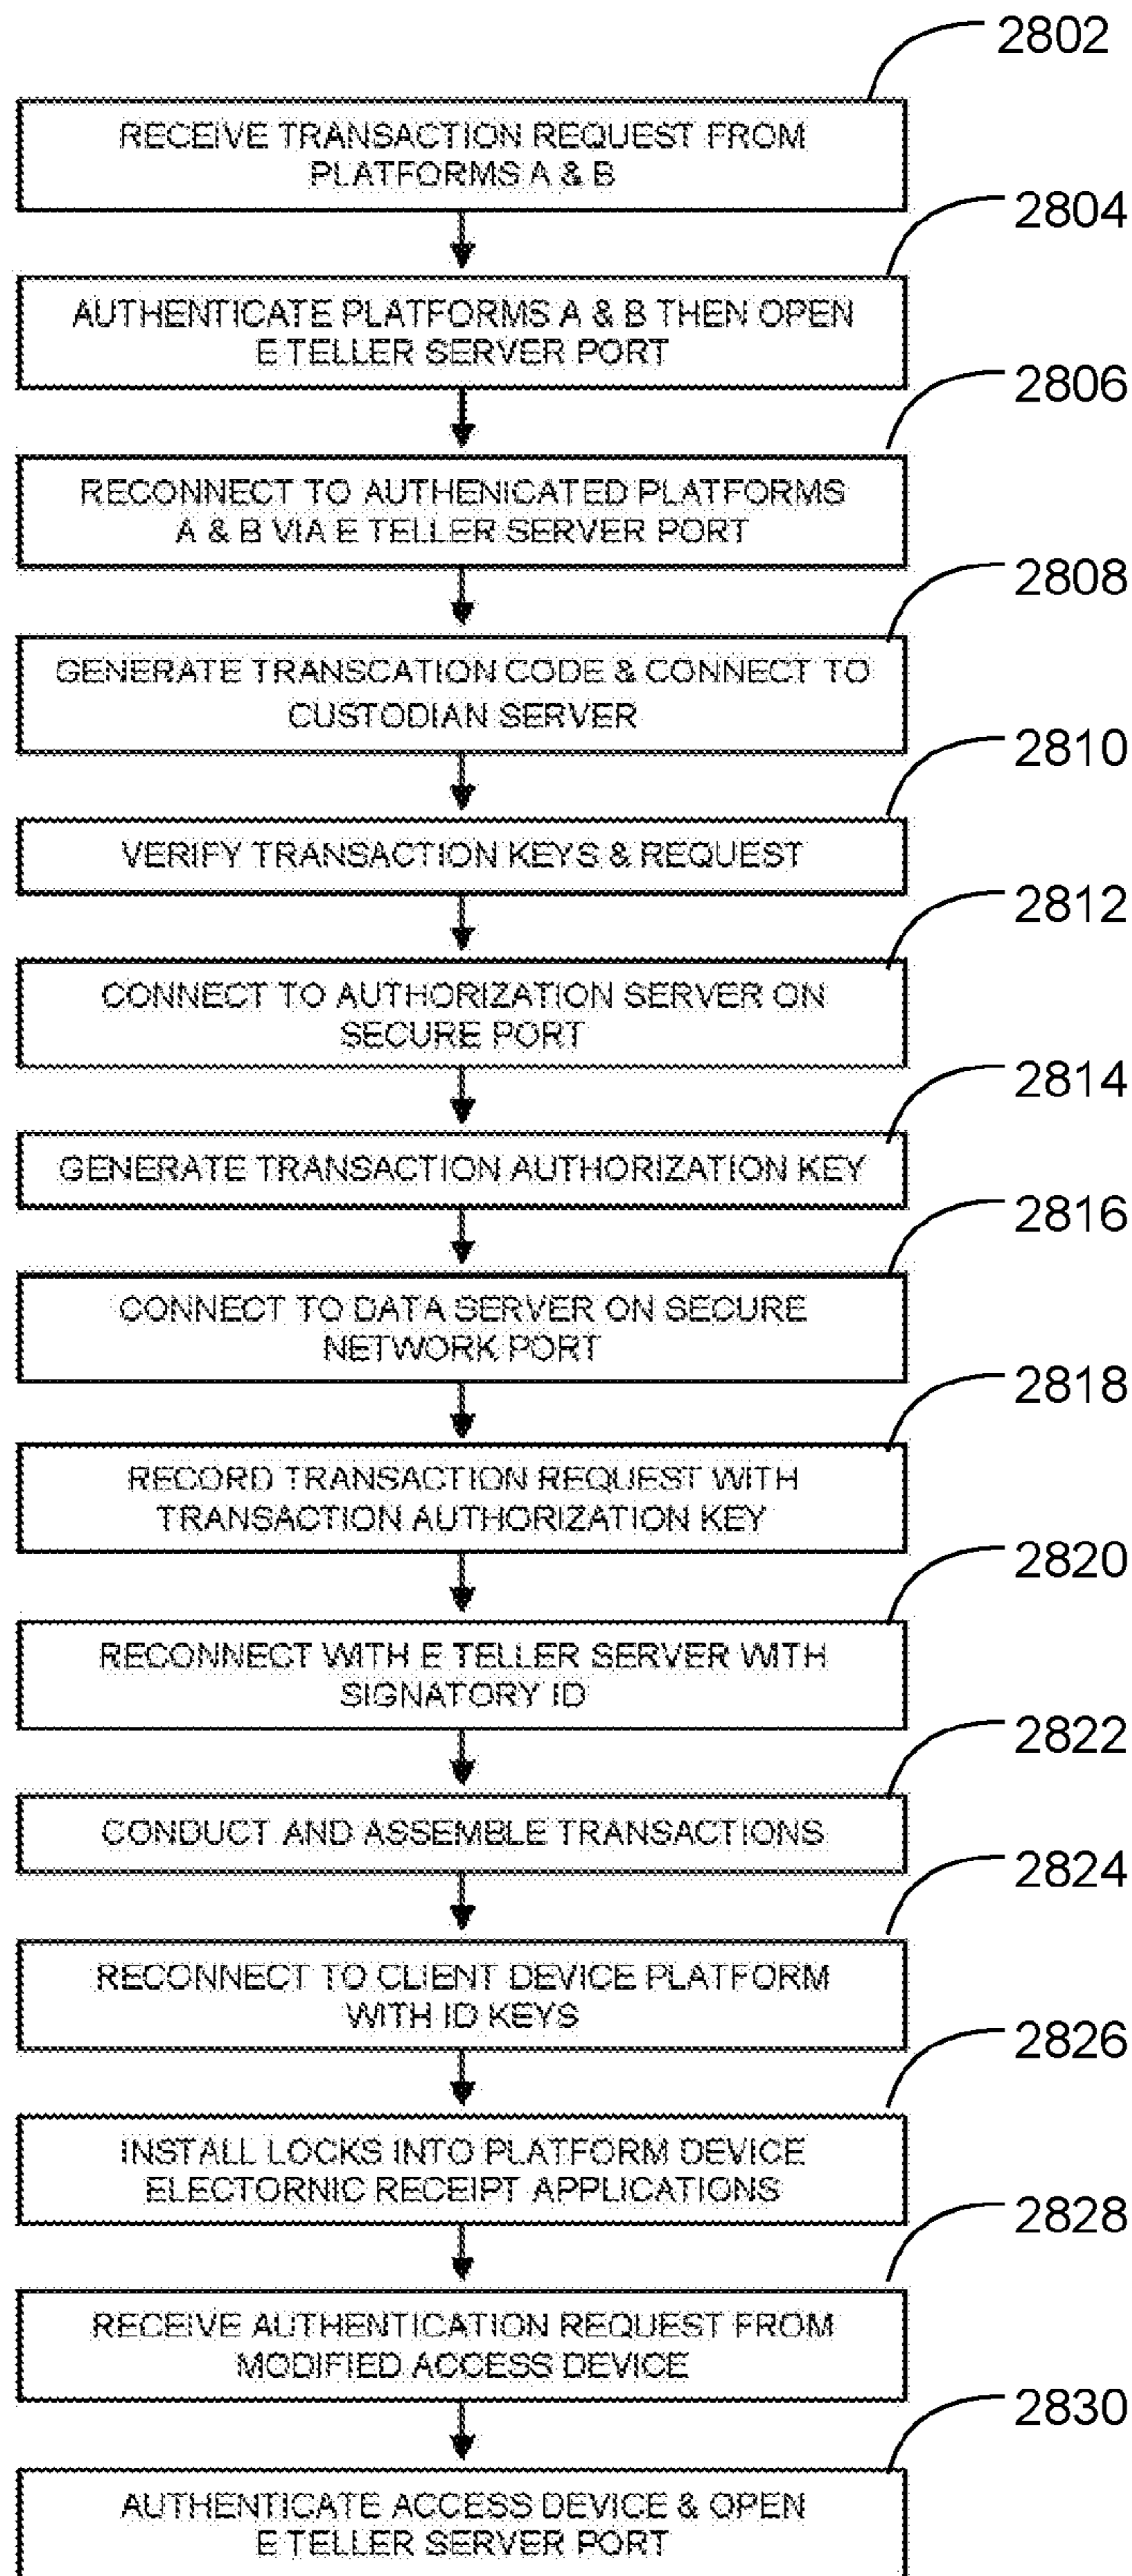 2802
RECEIVE TRANSACTION REQUEST FROM
PLATFORMS A & B
2804
AUTHENTICATE PLATFORMS A & B THEN OPEN
E TELLER SERVER PORT
2806
RECONNECT TO AUTHENICATED PLATFORMS
A & B VIA E TELLER SERVER PORT
2808
GENERATE TRANSCATION CODE & CONNECT TO
CUSTODIAN SERVER
2810
VERIFY TRANSACTION KEYS & REQUEST
2812
CONNECT TO AUTHORIZATION SERVER ON
SECURE PORT
2814
GENERATE TRANSACTION AUTHORIZATION KEY
2816
CONNECT TO DATA SERVER ON SECURE
NETWORK PORT
2818
RECORD TRANSACTION REQUEST WITH
TRANSACTION AUTHORIZATION KEY
2820
RECONNECT WITH E TELLER SERVER WITH
SIGNATORY ID
2822
CONDUCT AND ASSEMBLE TRANSACTIONS
2824
RECONNECT TO CLIENT DEVICE PLATFORM
WITH ID KEYS
2826
INSTALL LOCKS INTO PLATFORM DEVICE
ELECTORNIC RECEIPT APPLICATIONS
2828
RECEIVE AUTHENTICATION REQUEST FROM
MODIFIED ACCESS DEVICE
2830
AUTHENTICATE ACCESS DEVICE & OPEN
E TELLER SERVER PORT